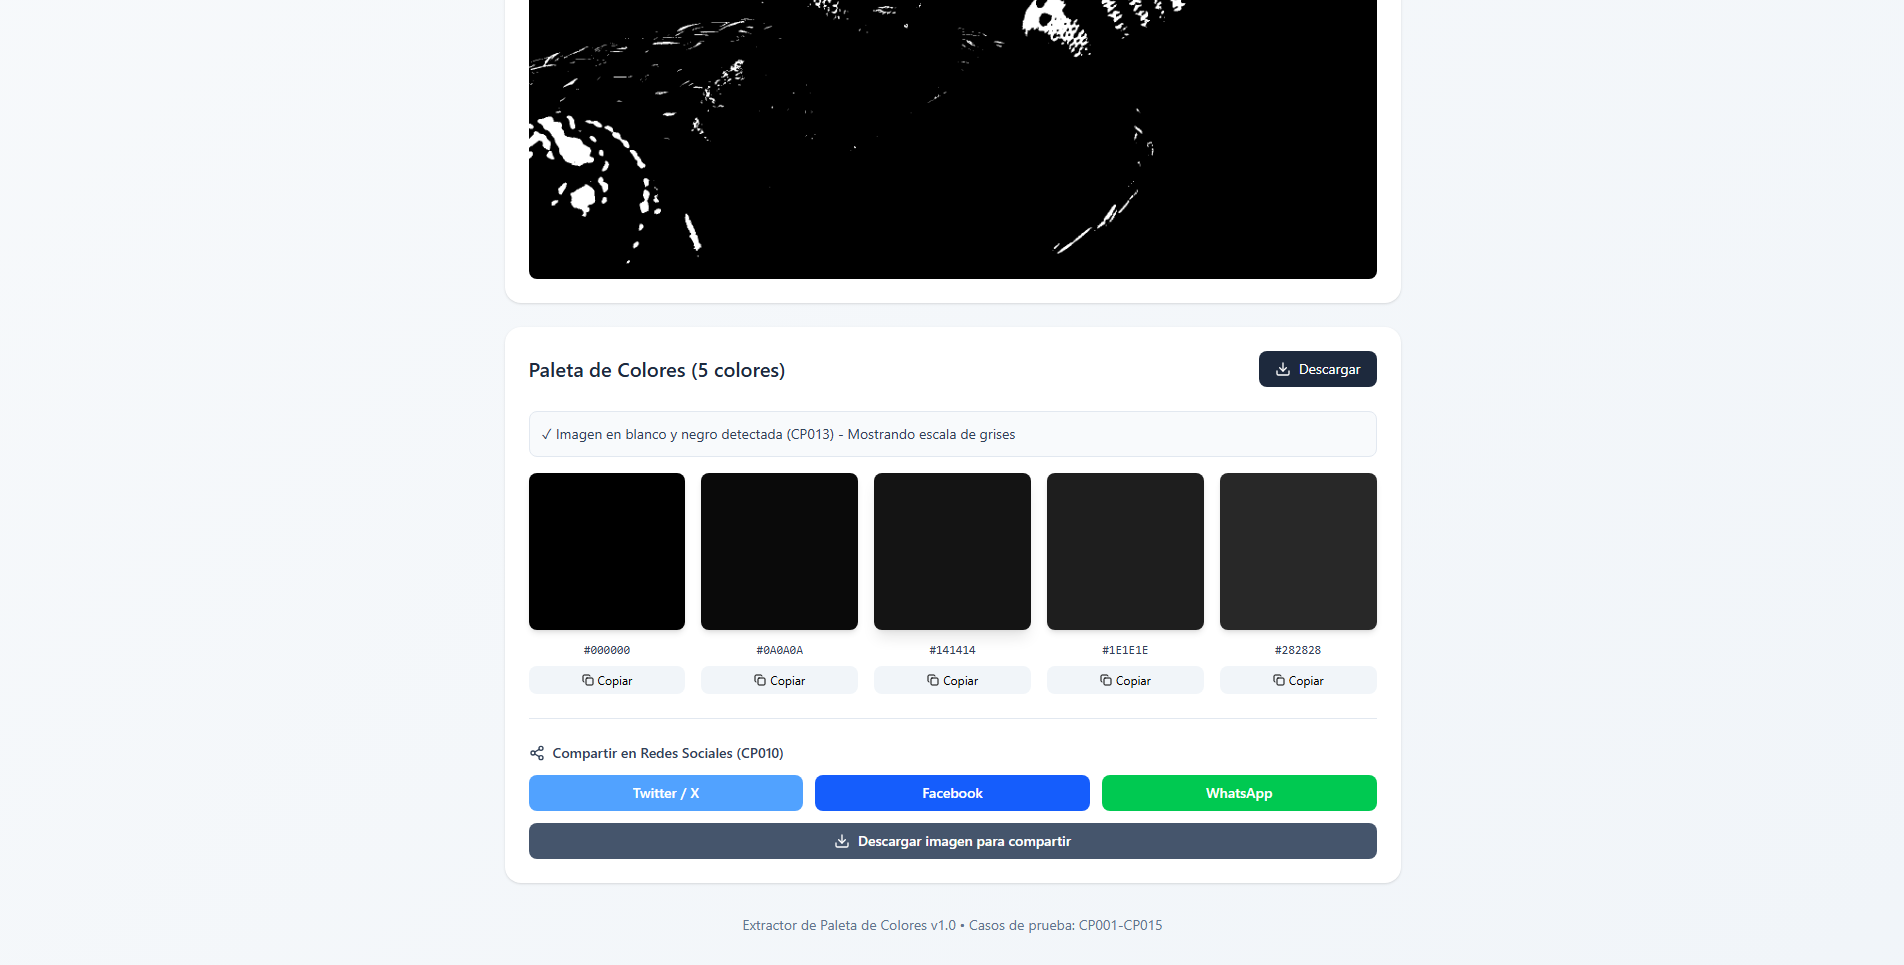 Paleta de Colores (5 colores)
Descargar
✓ Imagen en blanco y negro detectada (CP013) - Mostrando escala de grises
#000000
#0A0A0A
#141414
#1E1E1E
#282828
Copiar
Copiar
Copiar
Copiar
Copiar
Compartir en Redes Sociales (CP010)
Twitter / X
Facebook
WhatsApp
Descargar imagen para compartir
Extractor de Paleta de Colores v1.0 • Casos de prueba: CP001-CP015